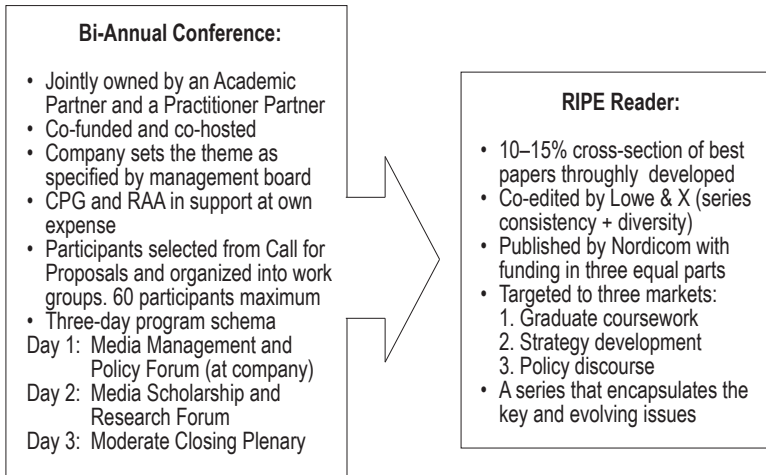 Bi-Annual Conference:
• Jointly owned by an Academic
Partner and a Practitioner Partner
• Co-funded and co-hosted
• Company sets the theme as
specified by management board
• CPG and RAA in support at own
expense
• Participants selected from Call for
Proposals and organized into work
groups. 60 participants maximum
• Three-day program schema
Day 1: Media Management and
Policy Forum (at company)
Day 2: Media Scholarship and
Research Forum
Day 3: Moderate Closing Plenary
RIPE Reader:
• 10–15% cross-section of best
papers throughly developed
• Co-edited by Lowe & X (series
consistency + diversity)
• Published by Nordicom with
funding in three equal parts
• Targeted to three markets:
1. Graduate coursework
2. Strategy development
3. Policy discourse
• A series that encapsulates the
key and evolving issues